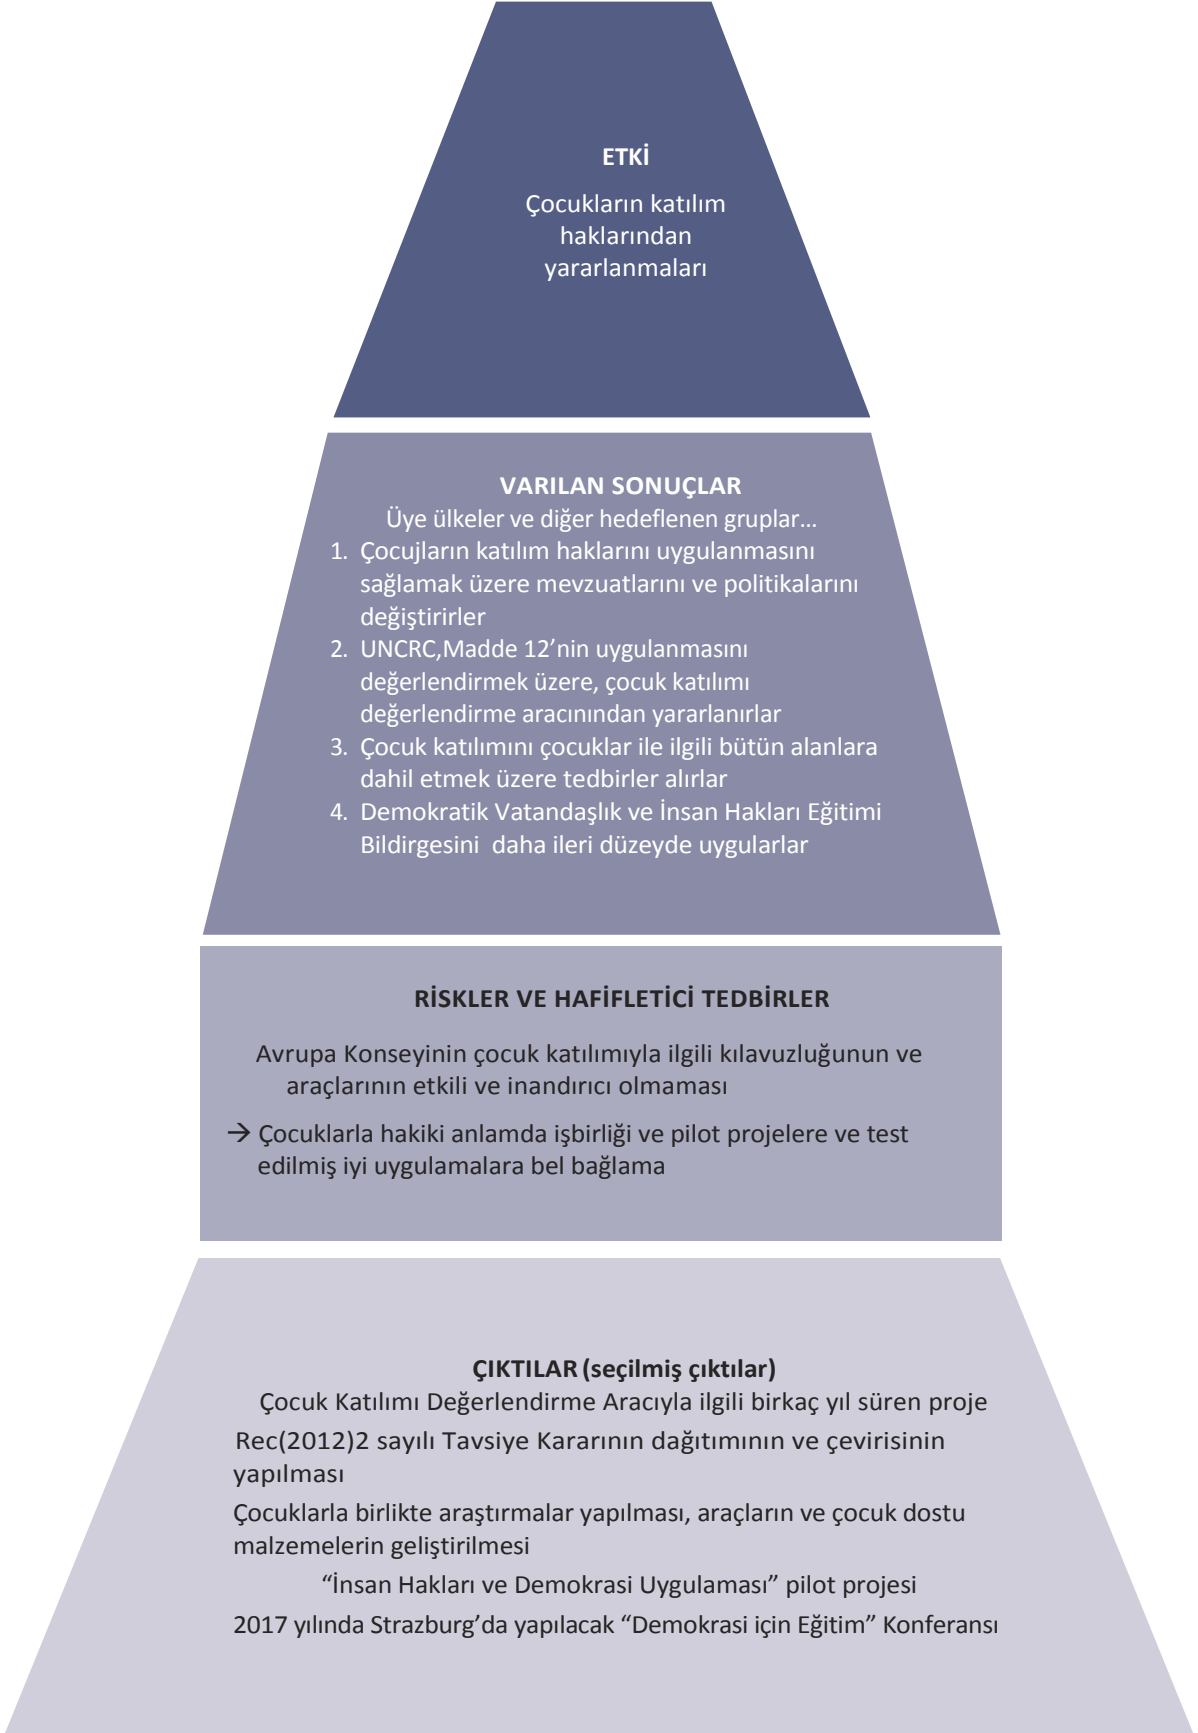 ETKİ
Çocukların katılım
haklarından
yararlanmaları
VARILAN SONUÇLAR
Üye ülkeler ve diğer hedeflenen gruplar...
1. Çocujların katılım haklarını uygulanmasını
sağlamak üzere mevzuatlarını ve politikalarını
değiştirirler
2. UNCRC,Madde 12’nin uygulanmasını
değerlendirmek üzere, çocuk katılımı
değerlendirme aracınından yararlanırlar
3. Çocuk katılımını çocuklar ile ilgili bütün alanlara
dahil etmek üzere tedbirler alırlar
4. Demokratik Vatandaşlık ve İnsan Hakları Eğitimi
Bildirgesini daha ileri düzeyde uygularlar
RİSKLER VE HAFİFLETİCİ TEDBİRLER
Avrupa Konseyinin çocuk katılımıyla ilgili kılavuzluğunun ve
araçlarının etkili ve inandırıcı olmaması
→ Çocuklarla hakiki anlamda işbirliği ve pilot projelere ve test
edilmiş iyi uygulamalara bel bağlama
ÇIKTILAR (seçilmiş çıktılar)
Çocuk Katılımı Değerlendirme Aracıyla ilgili birkaç yıl süren proje
Rec(2012)2 sayılı Tavsiye Kararının dağıtımının ve çevirisinin
yapılması
Çocuklarla birlikte araştırmalar yapılması, araçların ve çocuk dostu
malzemelerin geliştirilmesi
“İnsan Hakları ve Demokrasi Uygulaması” pilot projesi
2017 yılında Strazburg’da yapılacak “Demokrasi için Eğitim” Konferansı